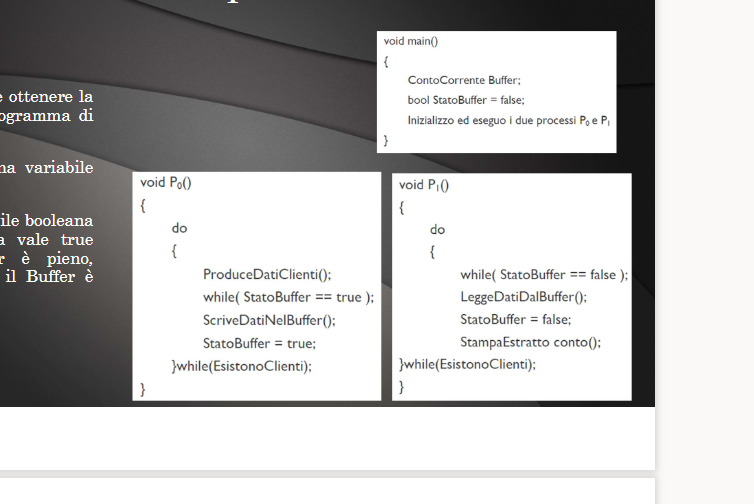 void main()
{
ContoCorrente Buffer;
bool StatoBuffer = false;
Inizializzo ed eseguo i due processi P0 e P1
}
ottenere la
ogramma di
na variabile
ile booleana
a vale true
r è pieno,
il Buffer è
void P0()
{
do
{
ProduceDatiClienti();
while( StatoBuffer == true );
ScriveDatiNelBuffer();
StatoBuffer = true;
}while(EsistonoClienti);
}
void P1()
{
do
{
while( StatoBuffer == false );
LeggeDatiDalBuffer();
StatoBuffer = false;
StampaEstratto conto();
}while(EsistonoClienti);
}